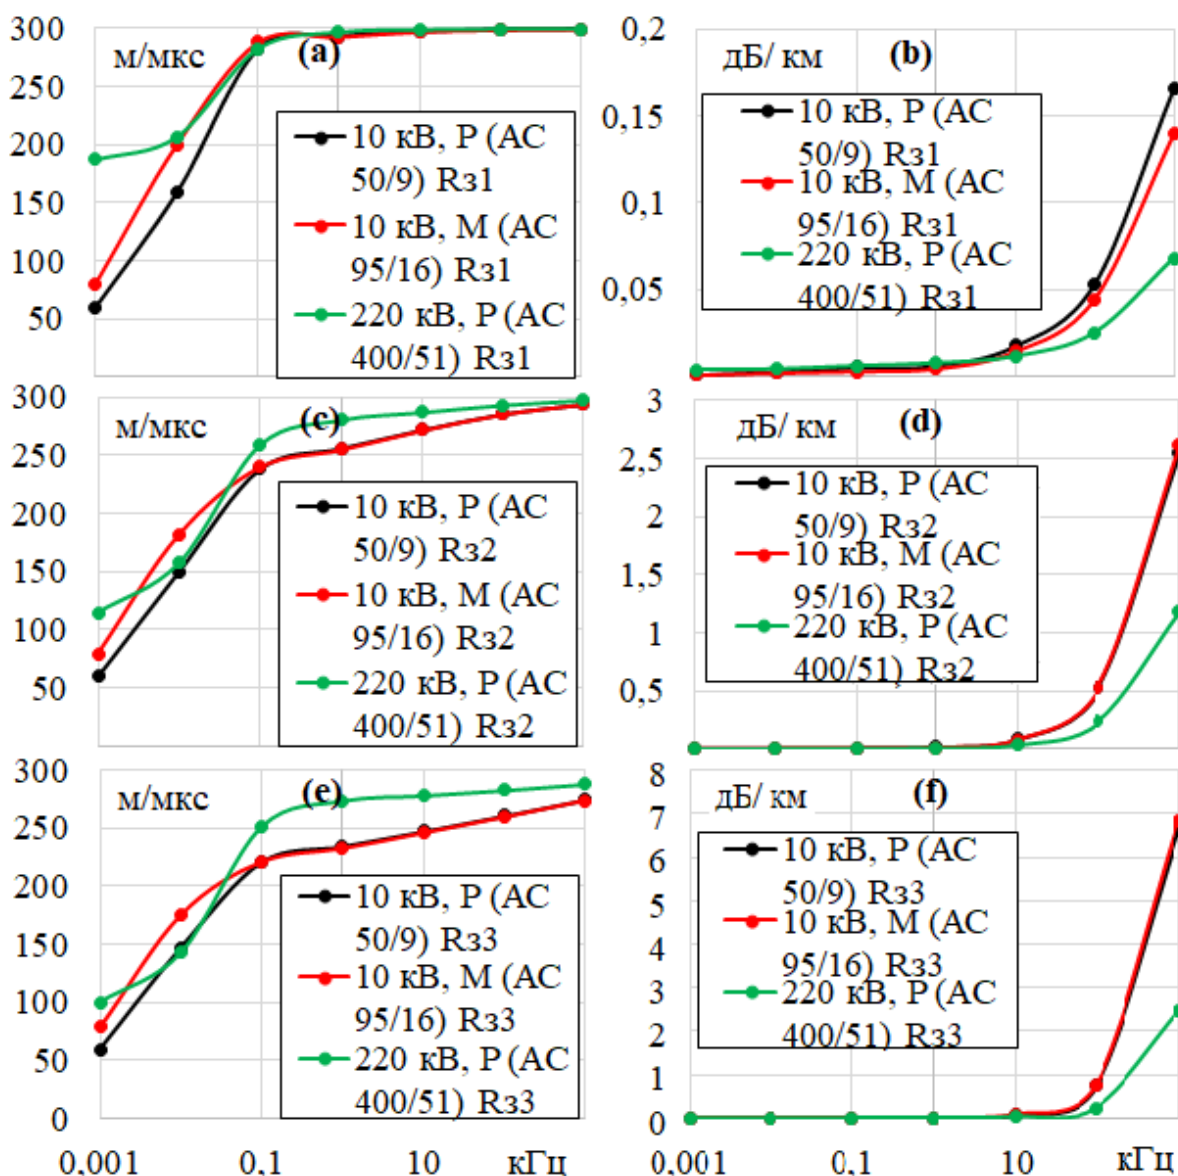 300
250
200
150
100
50
м/мкс
(a)
10 кВ, Р (АС
50/9) Rз1
10 кВ, М (АС
95/16) Rз1
220 кВ, Р (АС
400/51) Rз1
0,2
0,15
0,1
0,05
дБ/ км
(b)
10 кВ, Р (АС
50/9) Rз1
10 кВ, М (АС
95/16) Rз1
220 кВ, Р (АС
400/51) Rз1
300
250
200
150
100
50
м/мкс
(c)
10 кВ, Р (АС
50/9) Rз2
10 кВ, М (АС
95/16) Rз2
220 кВ, Р (АС
400/51) Rз2
3
2,5
2
1,5
1
0,5
дБ/ км
(d)
10 кВ, Р (АС
50/9) Rз2
10 кВ, М (АС
95/16) Rз2
220 кВ, Р (АС
400/51) Rз2
300
250
200
150
100
50
0
м/мкс
(e)
10 кВ, Р (АС
50/9) Rз3
10 кВ, М (АС
95/16) Rз3
220 кВ, Р (АС
400/51) Rз3
0,001 0,1 10 кГц
8
7
6
5
4
3
2
1
0
дБ/ км
(f)
10 кВ, Р (АС
50/9) Rз3
10 кВ, М (АС
95/16) Rз3
220 кВ, Р (АС
400/51) Rз3
0,001 0,1 10 кГц